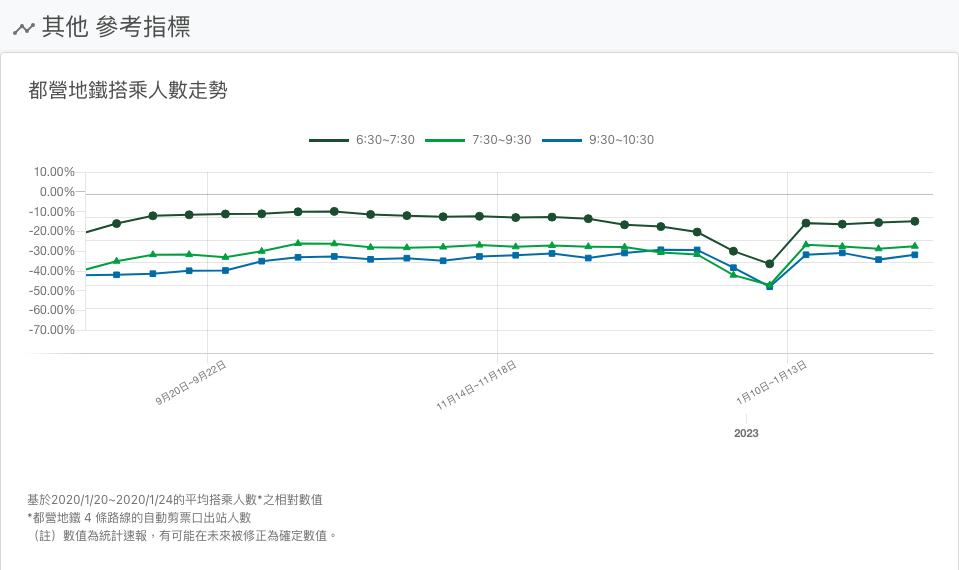 其他 參考指標
都營地鐵搭乘人數走勢
6:30~7:30 7:30~9:30 9:30~10:30
10.00%
0.00%
-10.00%
-20.00%
-30.00%
-40.00%
-50.00%
-60.00%
-70.00%
9月20日~9月22日 11月14日~11月18日 1月10日~1月13日
2023
基於2020/1/20~2020/1/24的平均搭乘人數*之相對數值
*都營地鐵 4 條路線的自動剪票口出站人數
（註）數值為統計速報，有可能在未來被修正為確定數值。